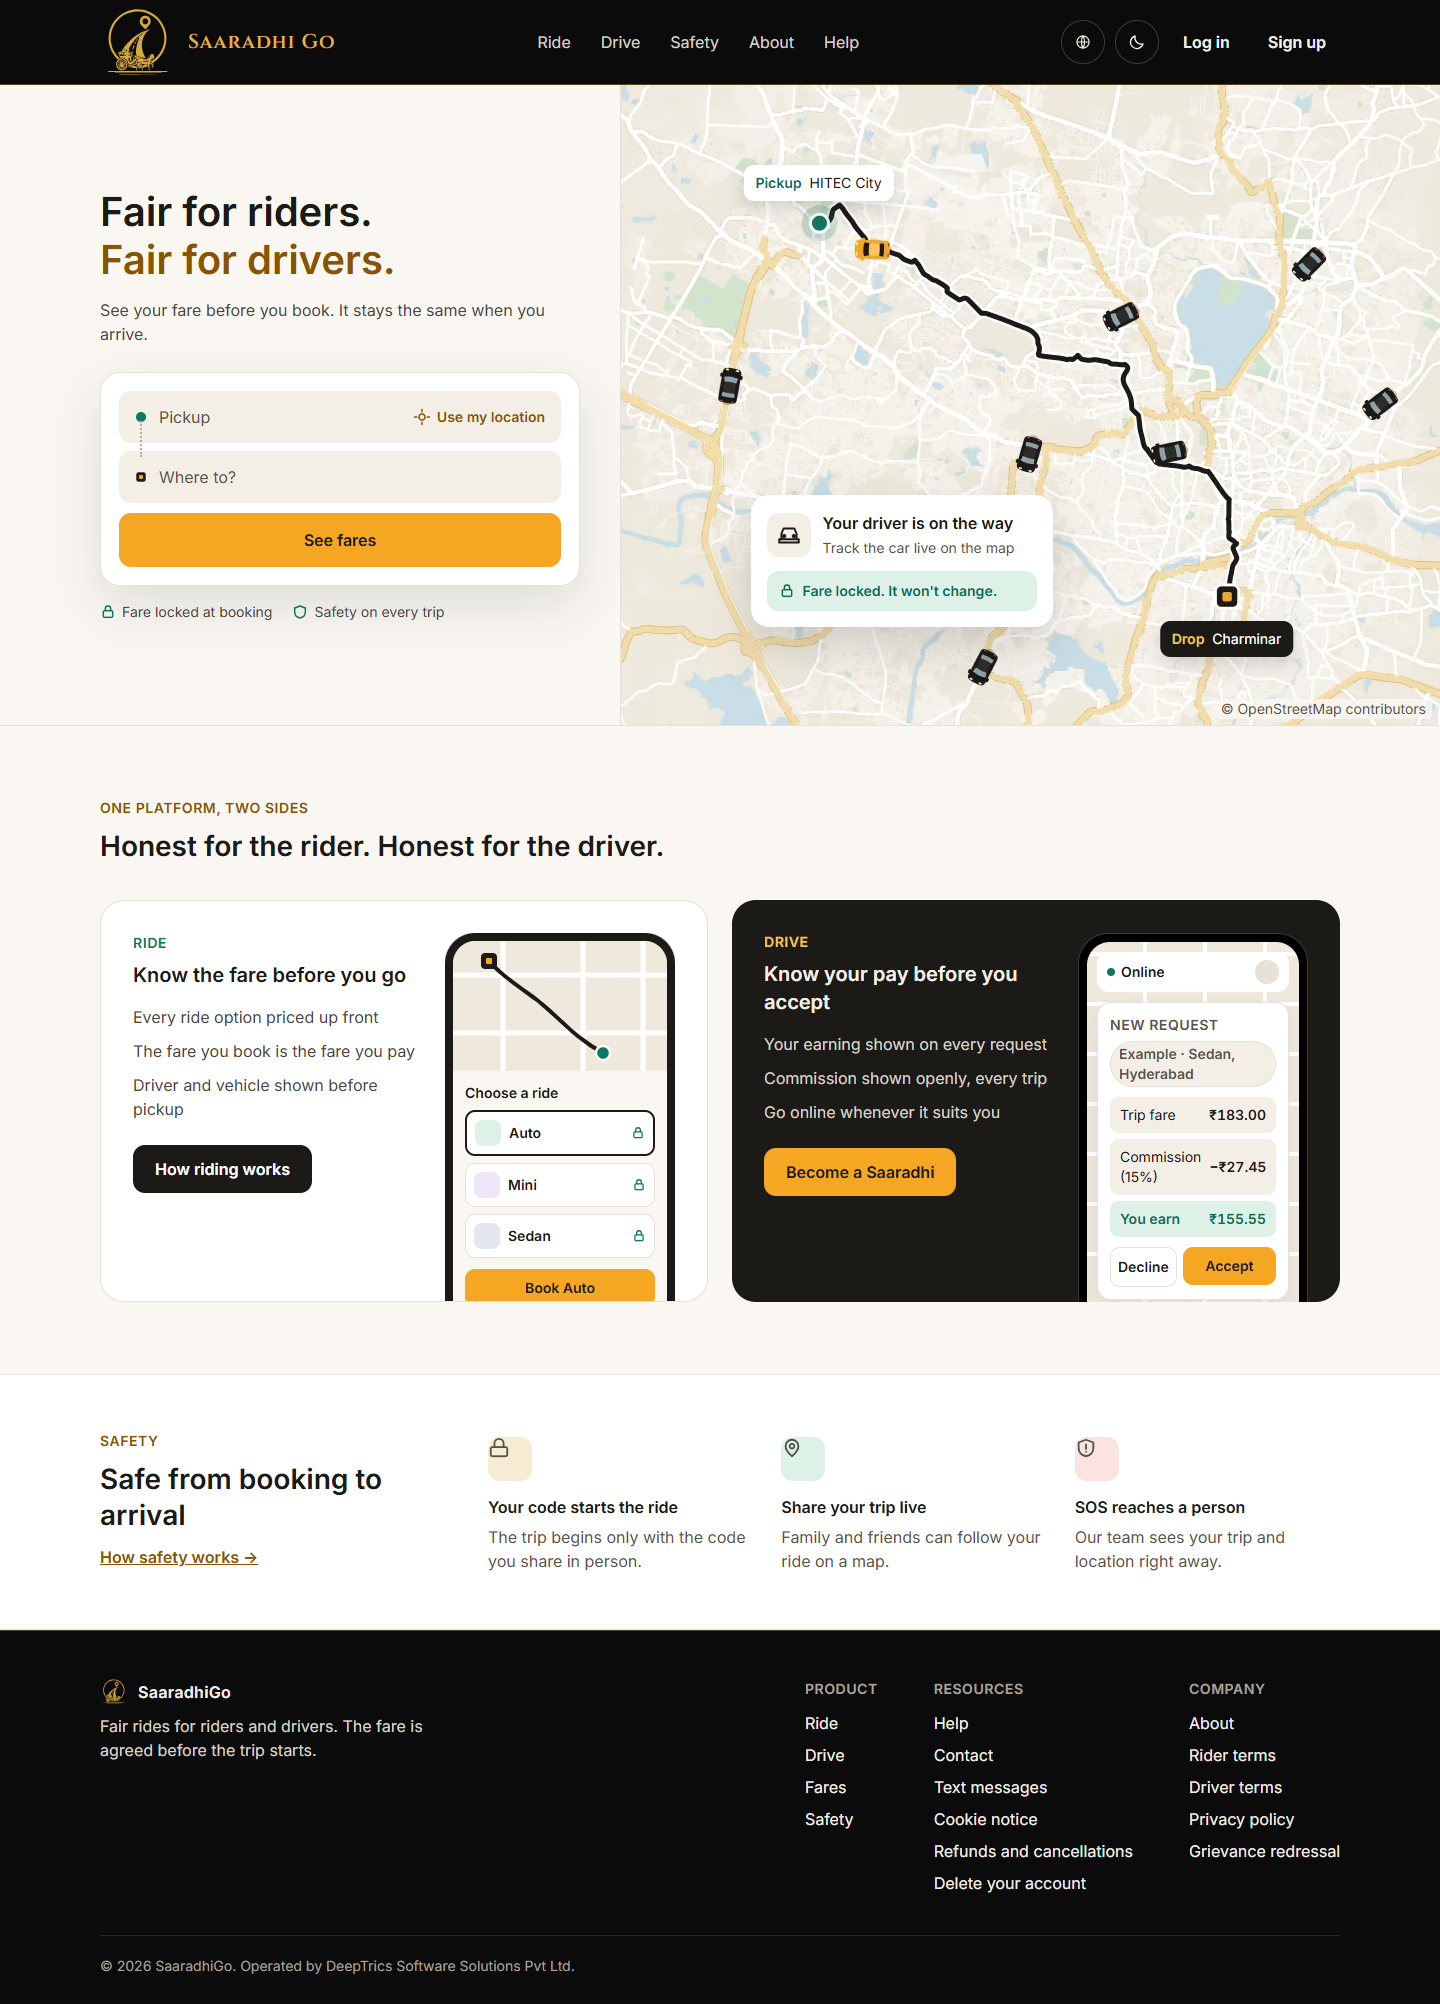 SAARADHI GO
Ride Drive Safety About Help
Log in Sign up
Fair for riders.
Fair for drivers.
See your fare before you book. It stays the same when you
arrive.
Pickup
Use my location
Where to?
See fares
Fare locked at booking
Safety on every trip
Pickup HITEC City
Your driver is on the way
Track the car live on the map
Fare locked. It won't change.
Drop Charminar
© OpenStreetMap contributors
ONE PLATFORM, TWO SIDES
Honest for the rider. Honest for the driver.
RIDE
Know the fare before you go
Every ride option priced up front
The fare you book is the fare you pay
Driver and vehicle shown before
pickup
How riding works
Choose a ride
Auto
Mini
Sedan
Book Auto
DRIVE
Know your pay before you
accept
Your earning shown on every request
Commission shown openly, every trip
Go online whenever it suits you
Become a Saaradhi
Online
NEW REQUEST
Example · Sedan,
Hyderabad
Trip fare ₹183.00
Commission
(15%) −₹27.45
You earn ₹155.55
Decline Accept
SAFETY
Safe from booking to
arrival
How safety works →
Your code starts the ride
The trip begins only with the code
you share in person.
Share your trip live
Family and friends can follow your
ride on a map.
SOS reaches a person
Our team sees your trip and
location right away.
SaaradhiGo
Fair rides for riders and drivers. The fare is
agreed before the trip starts.
PRODUCT
Ride
Drive
Fares
Safety
RESOURCES
Help
Contact
Text messages
Cookie notice
Refunds and cancellations
Delete your account
COMPANY
About
Rider terms
Driver terms
Privacy policy
Grievance redressal
© 2026 SaaradhiGo. Operated by DeepTrics Software Solutions Pvt Ltd.